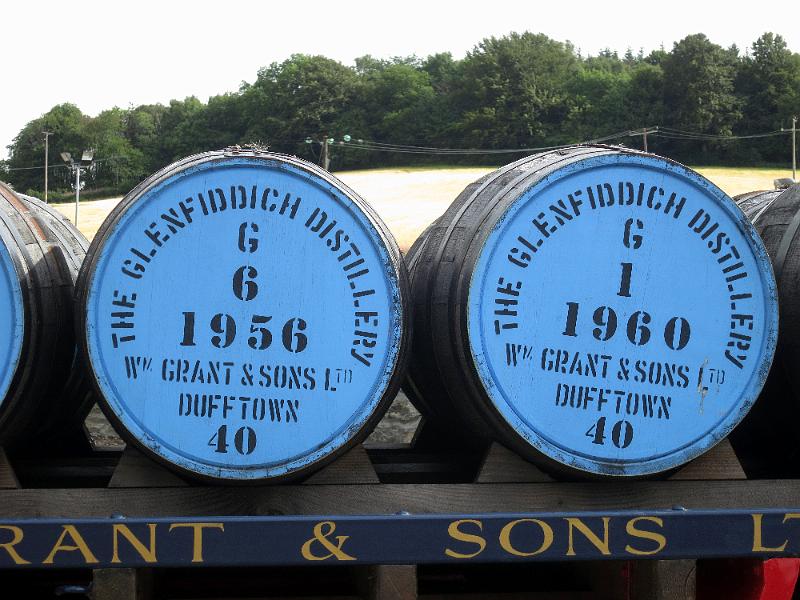 THE GLENFIDDICH DISTILLERY
G
6
1956
WM GRANT & SONS LTD
DUFFTOWN
40
THE GLENFIDDICH DISTILLERY
G
1
1960
WM GRANT & SONS LTD
DUFFTOWN
40
RANT & SONS LT